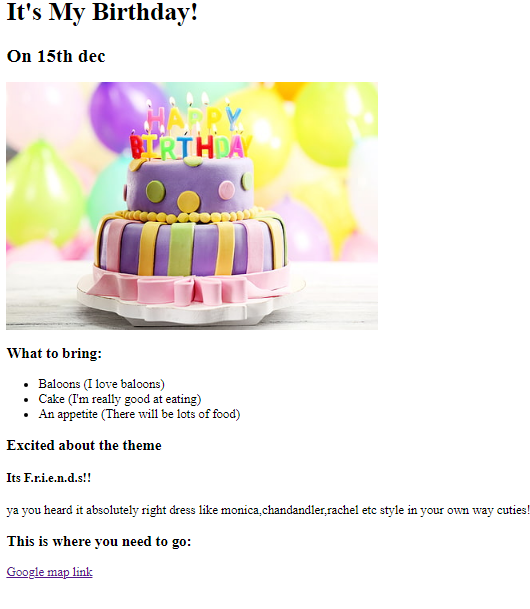 It's My Birthday!
On 15th dec
HAPPY
BIRTHDAY
What to bring:
Baloons (I love baloons)
Cake (I'm really good at eating)
An appetite (There will be lots of food)
Excited about the theme
Its F.r.i.e.n.d.s!!
ya you heard it absolutely right dress like monica,chandandler,rachel etc style in your own way cuties!
This is where you need to go:
Google map link